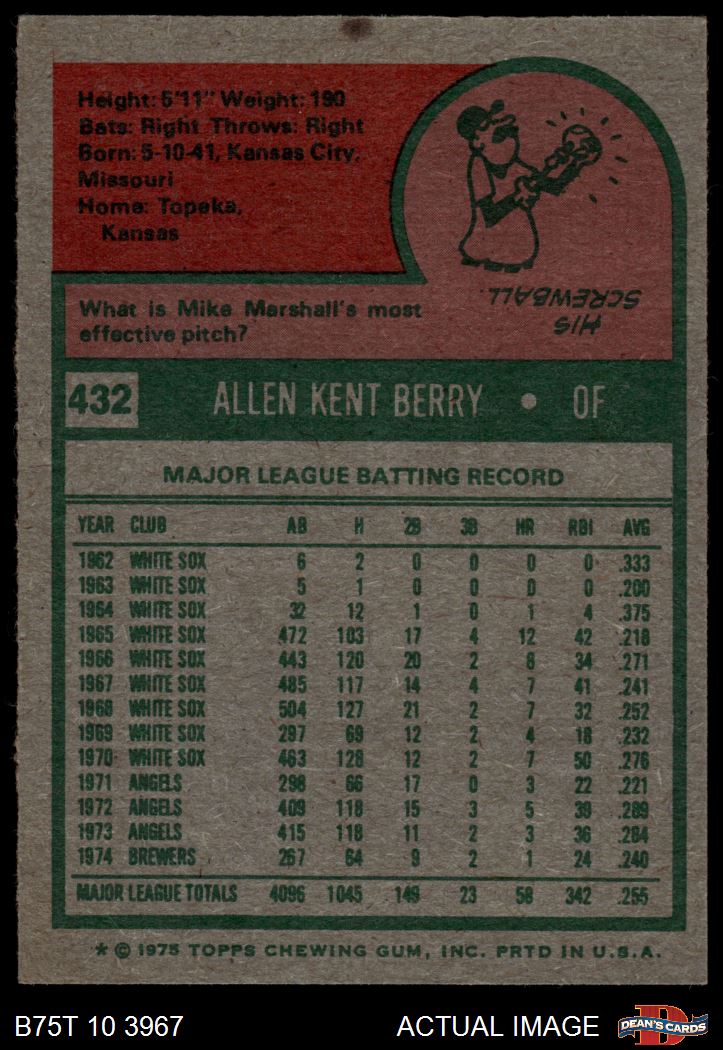 Height: 5'11" Weight: 190
Bats: Right Throws: Right
Born: 5-10-41, Kansas City,
Missouri
Home: Topeka,
Kansas
What is Mike Marshall's most
effective pitch?
HIS
SCREWBALL.
432 ALLEN KENT BERRY • OF
MAJOR LEAGUE BATTING RECORD
YEAR CLUB AB H 2B 3B HR RBI AVG
1962 WHITE SOX 6 2 0 0 0 0 .333
1963 WHITE SOX 5 1 0 0 0 0 .200
1964 WHITE SOX 32 12 1 0 1 4 .375
1965 WHITE SOX 472 103 17 4 12 42 .218
1966 WHITE SOX 443 120 20 2 8 34 .271
1967 WHITE SOX 485 117 14 4 7 41 .241
1968 WHITE SOX 504 127 21 2 7 32 .252
1969 WHITE SOX 297 69 12 2 4 18 .232
1970 WHITE SOX 463 128 12 2 7 50 .276
1971 ANGELS 298 66 17 0 3 22 .221
1972 ANGELS 409 118 15 3 5 39 .289
1973 ANGELS 415 118 11 2 3 36 .284
1974 BREWERS 267 64 9 2 1 24 .240
MAJOR LEAGUE TOTALS 4096 1045 149 23 58 342 .255
* © 1975 TOPPS CHEWING GUM, INC. PRTD IN U.S.A.
B75T 10 3967 ACTUAL IMAGE DEAN'S CARDS